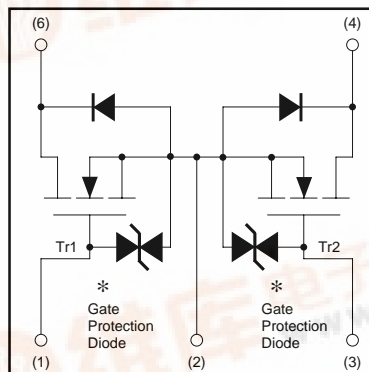 (6)
(4)
Tr1
Tr2
*
*
Gate
Protection
Diode
Gate
Protection
Diode
(1)
(2)
(3)